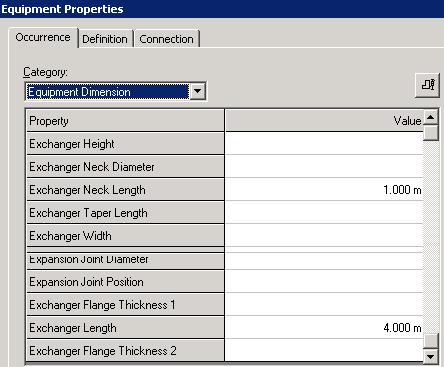 Equipment Properties
Occurrence Definition Connection
Category:
Equipment Dimension
Property Value
Exchanger Height
Exchanger Neck Diameter
Exchanger Neck Length 1.000 m
Exchanger Taper Length
Exchanger Width
Expansion Joint Diameter
Expansion Joint Position
Exchanger Flange Thickness 1
Exchanger Length 4.000 m
Exchanger Flange Thickness 2